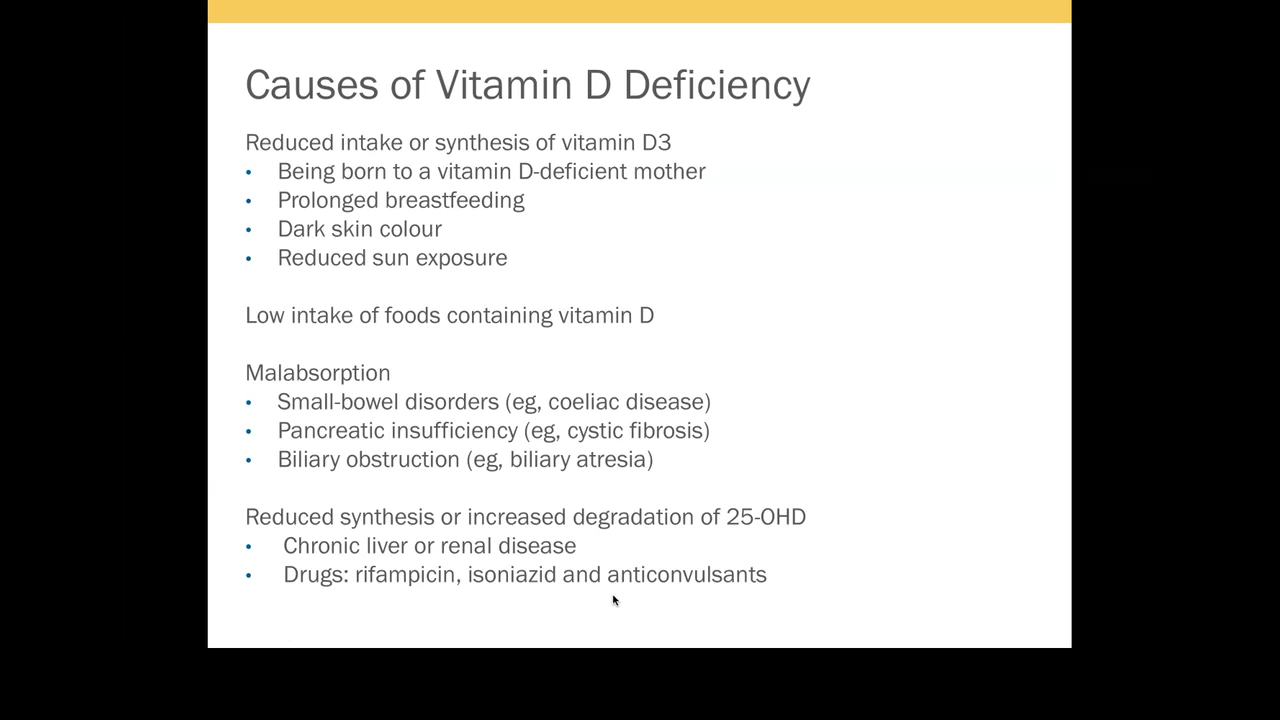 Causes of Vitamin D Deficiency
Reduced intake or synthesis of vitamin D3
• Being born to a vitamin D-deficient mother
• Prolonged breastfeeding
• Dark skin colour
• Reduced sun exposure
Low intake of foods containing vitamin D
Malabsorption
• Small-bowel disorders (eg, coeliac disease)
• Pancreatic insufficiency (eg, cystic fibrosis)
• Biliary obstruction (eg, biliary atresia)
Reduced synthesis or increased degradation of 25-OHD
• Chronic liver or renal disease
• Drugs: rifampicin, isoniazid and anticonvulsants